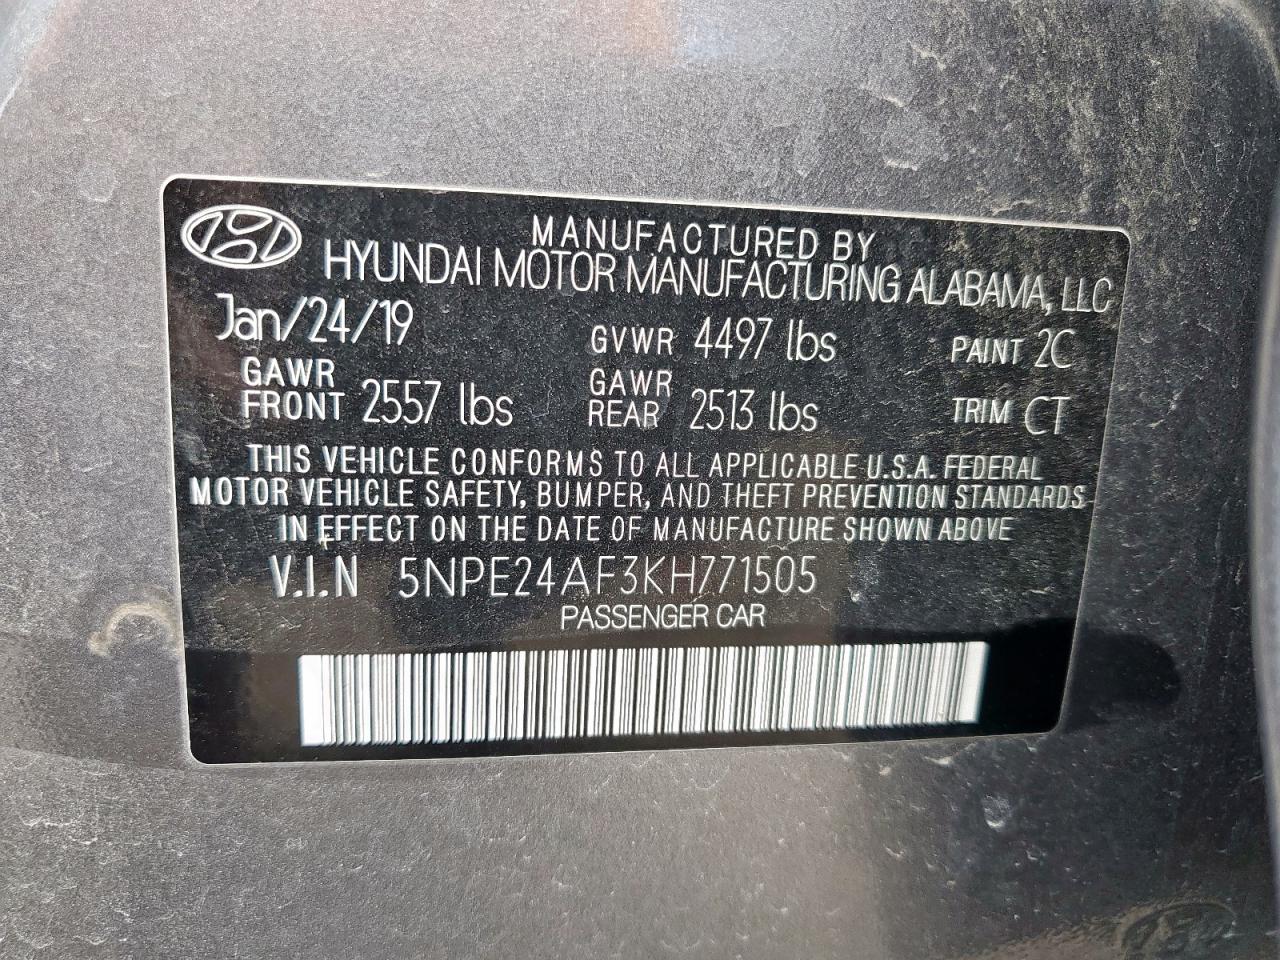 MANUFACTURED BY
HYUNDAI MOTOR MANUFACTURING ALABAMA, LLC
Jan/24/19 GVWR 4497 lbs PAINT 2C
GAWR FRONT 2557 lbs GAWR REAR 2513 lbs TRIM CT
THIS VEHICLE CONFORMS TO ALL APPLICABLE U.S.A. FEDERAL
MOTOR VEHICLE SAFETY, BUMPER, AND THEFT PREVENTION STANDARDS
IN EFFECT ON THE DATE OF MANUFACTURE SHOWN ABOVE
V.I.N 5NPE24AF3KH771505
PASSENGER CAR